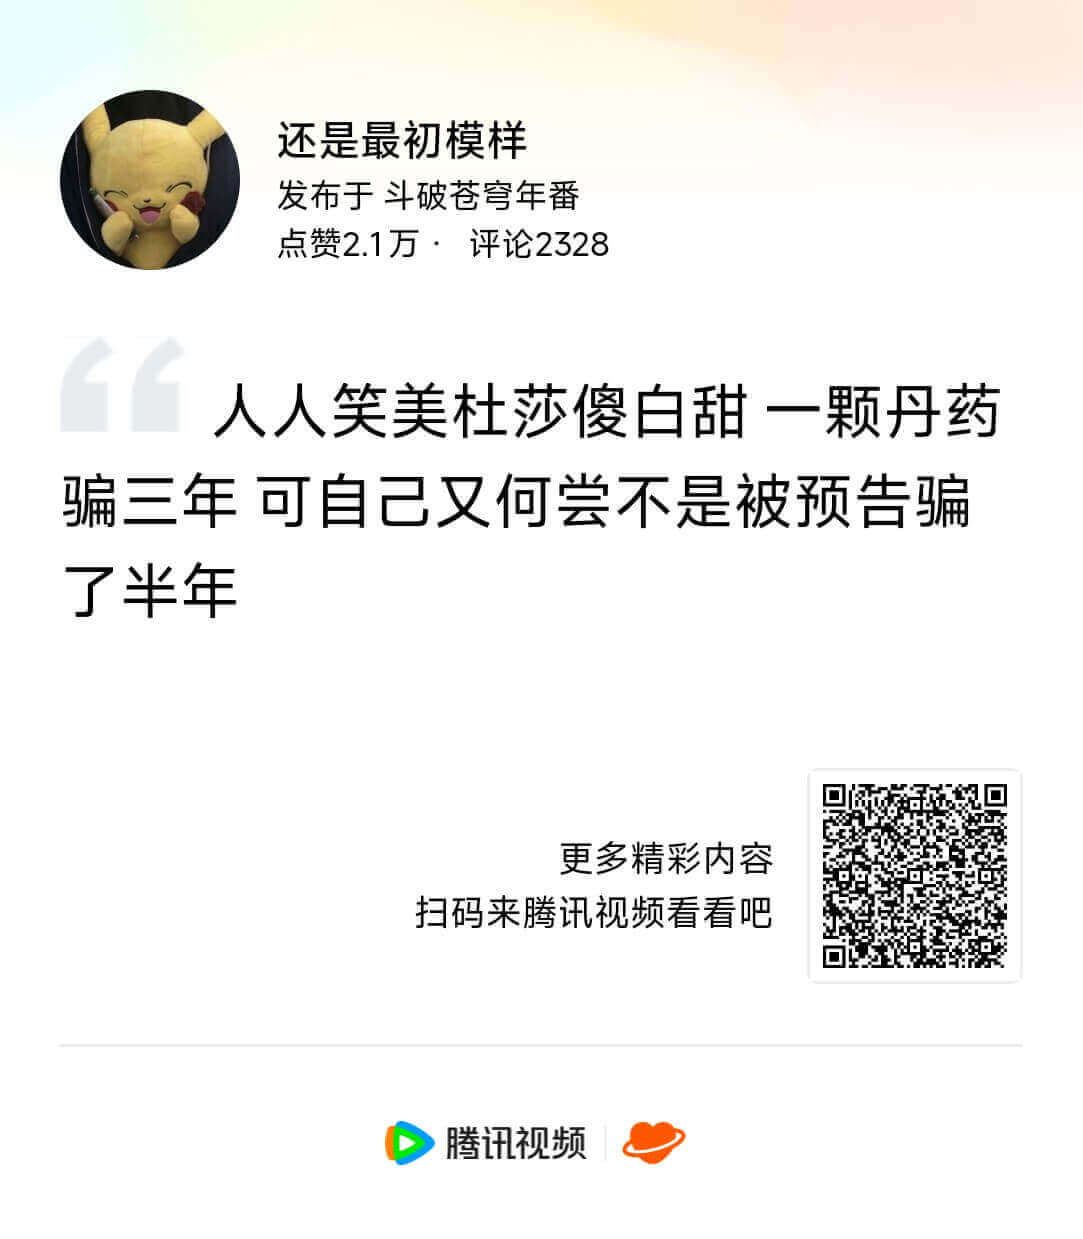 还是最初模样
发布于 斗破苍穹年番
点赞2.1万 · 评论2328
人人笑美杜莎傻白甜 一颗丹药
骗三年 可自己又何尝不是被预告骗
了半年
更多精彩内容
扫码来腾讯视频看看吧
腾讯视频